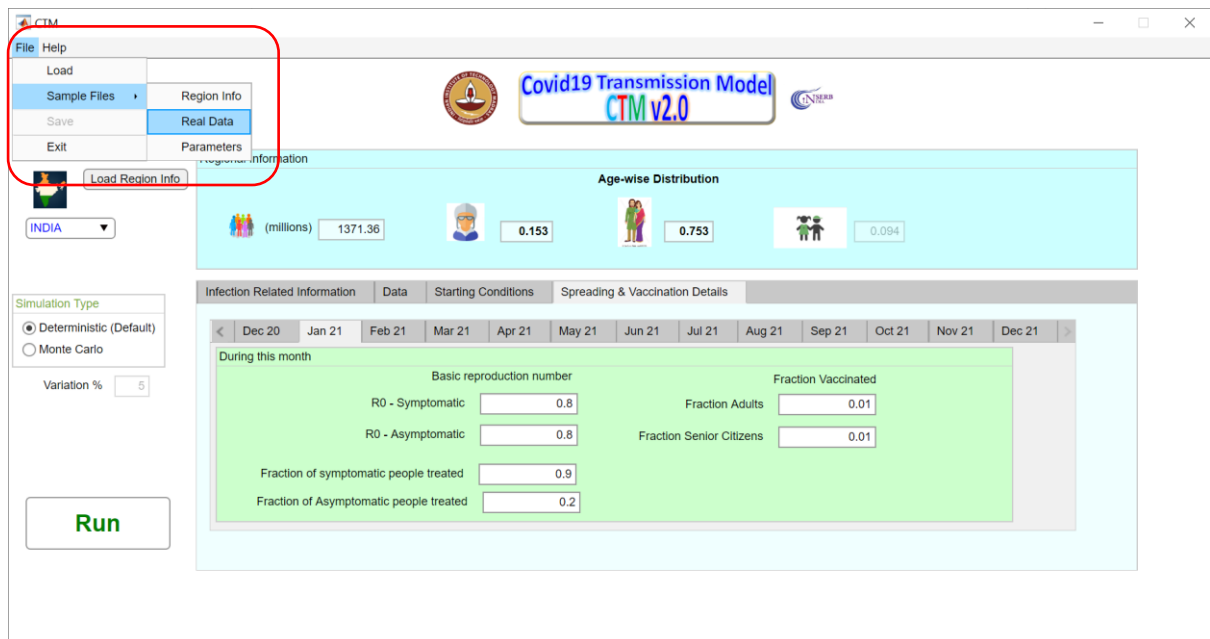 CTM
File Help
Load
Sample Files
Region Info
Save
Real Data
Exit
Parameters
Covid19 Transmission Model
CTM v2.0
SERB
Regional Information
Load Region Info
Age-wise Distribution
INDIA
(millions) 1371.36 0.153 0.753 0.094
Infection Related Information Data Starting Conditions Spreading & Vaccination Details
Simulation Type
Deterministic (Default)
Monte Carlo
Variation % 5
< Dec 20 Jan 21 Feb 21 Mar 21 Apr 21 May 21 Jun 21 Jul 21 Aug 21 Sep 21 Oct 21 Nov 21 Dec 21 >
During this month
Basic reproduction number Fraction Vaccinated
R0 - Symptomatic 0.8 Fraction Adults 0.01
R0 - Asymptomatic 0.8 Fraction Senior Citizens 0.01
Fraction of symptomatic people treated 0.9
Fraction of Asymptomatic people treated 0.2
Run